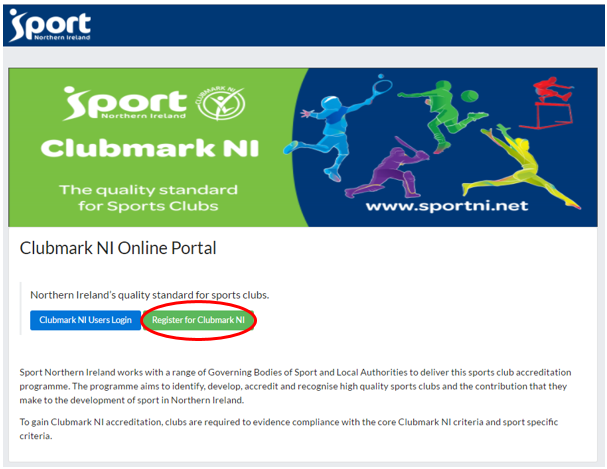 Sport
Northern Ireland
Sport
Northern Ireland
CLUBMARK NI
Clubmark NI
The quality standard
for Sports Clubs
www.sportni.net
Clubmark NI Online Portal
Northern Ireland's quality standard for sports clubs.
Clubmark NI Users Login
Register for Clubmark NI
Sport Northern Ireland works with a range of Governing Bodies of Sport and Local Authorities to deliver this sports club accreditation
programme. The programme aims to identify, develop, accredit and recognise high quality sports clubs and the contribution that they
make to the development of sport in Northern Ireland.
To gain Clubmark NI accreditation, clubs are required to evidence compliance with the core Clubmark NI criteria and sport specific
criteria.